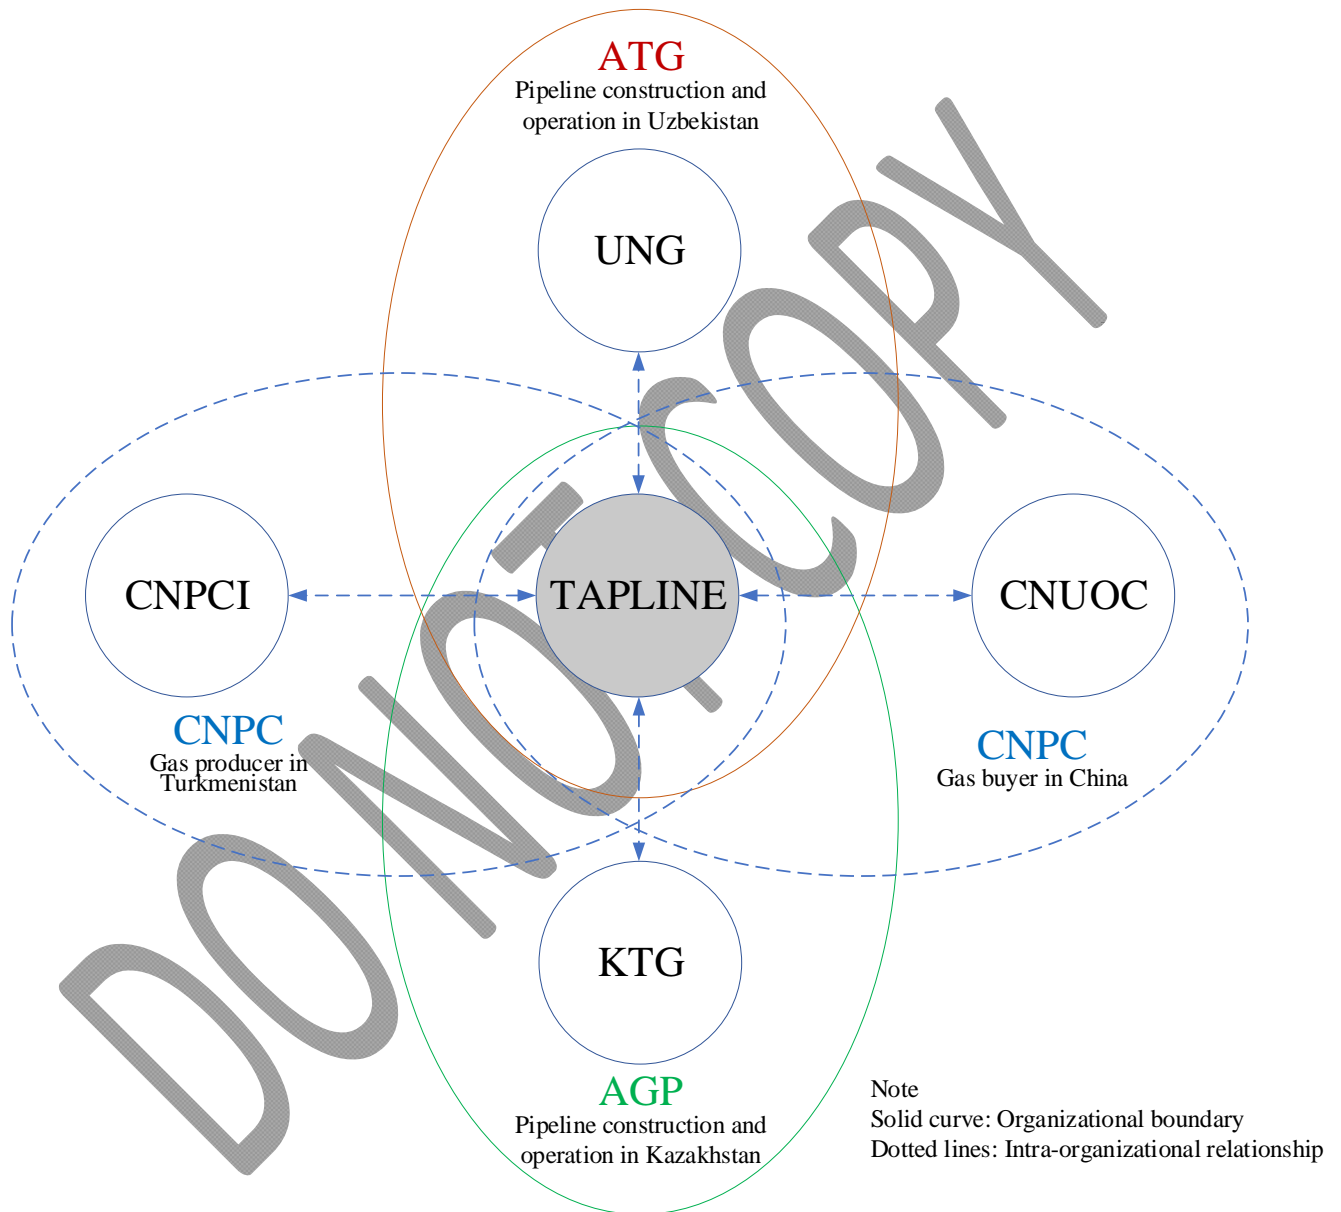 ATG
Pipeline construction and
operation in Uzbekistan
UNG
CNPCI
TAPLINE
CNUOC
CNPC
Gas producer in
Turkmenistan
CNPC
Gas buyer in China
KTG
AGP
Pipeline construction and
operation in Kazakhstan
Note
Solid curve: Organizational boundary
Dotted lines: Intra-organizational relationship
DO NOT COPY